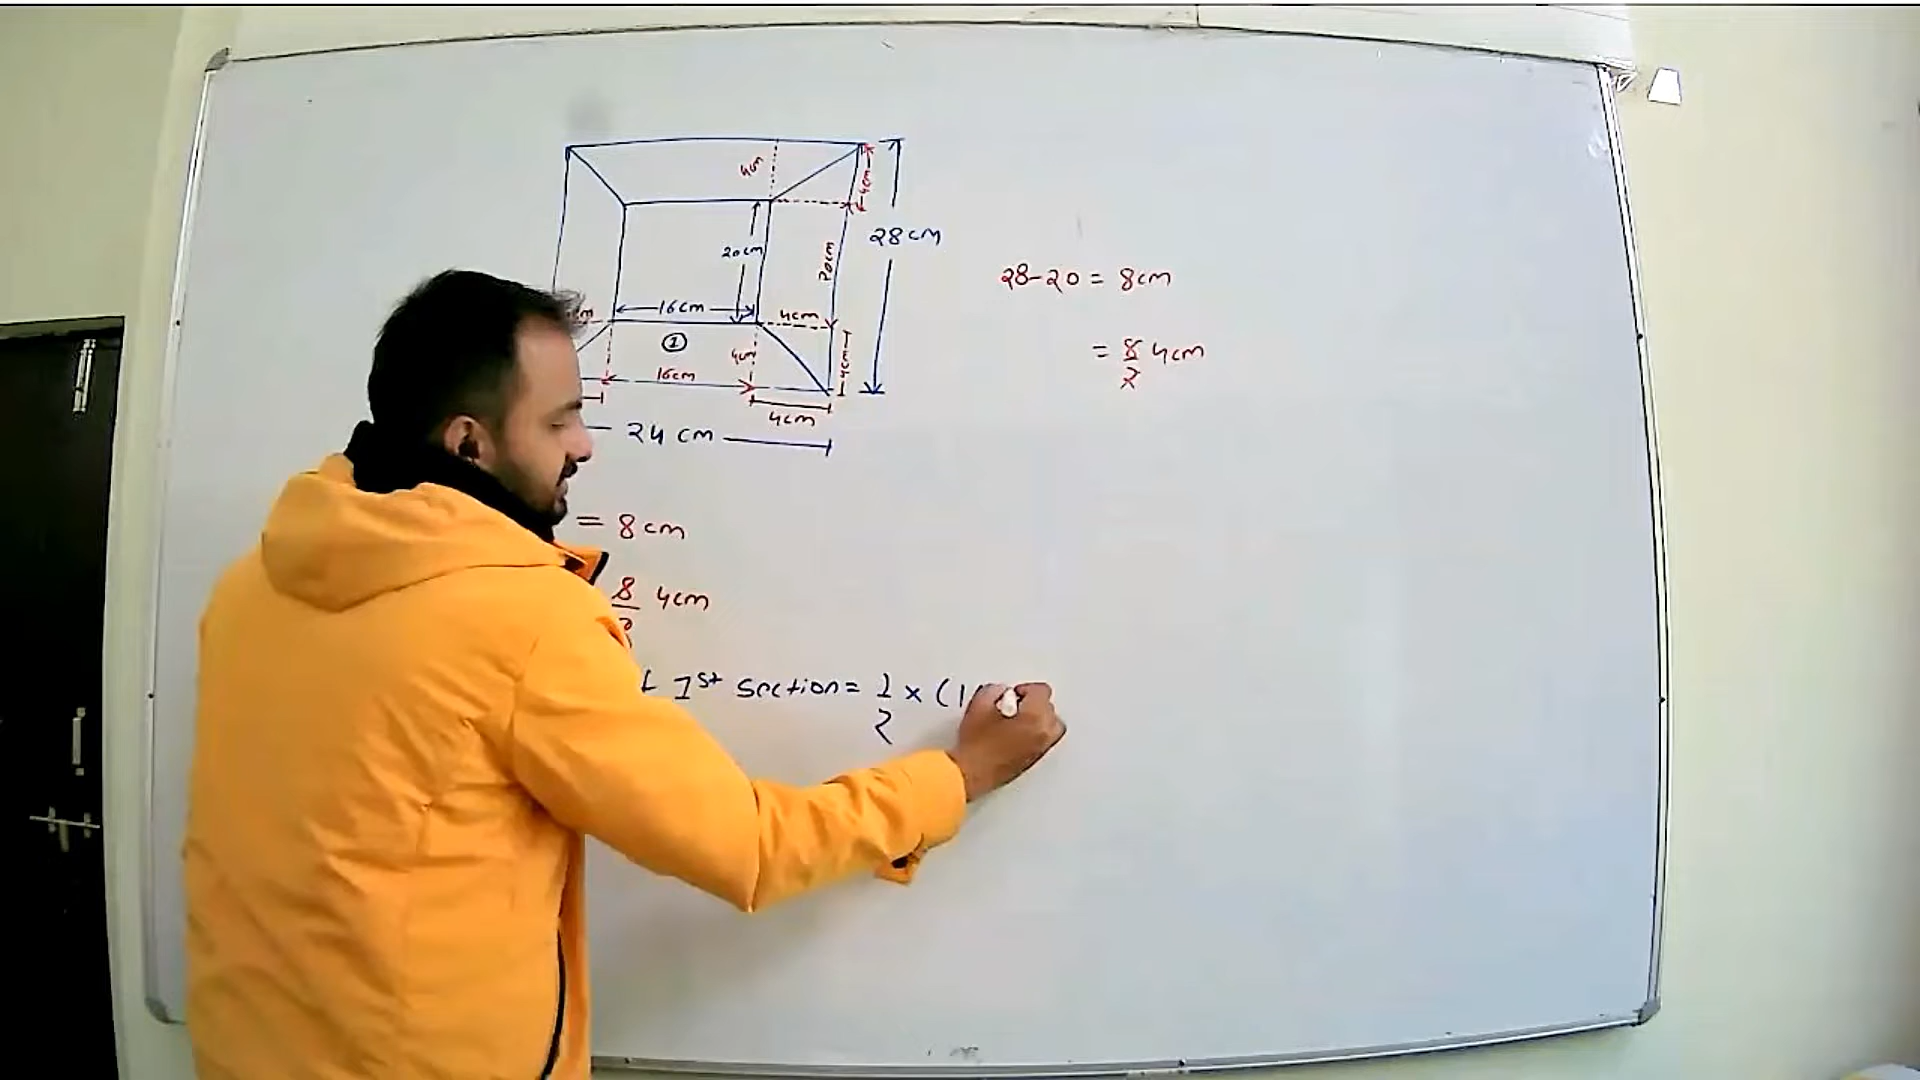 4cm
4cm
28cm
20cm
20cm
28-20 = 8cm
16cm
4cm
①
4cm
4cm
= 8/2 4cm
16cm
4cm
24 cm
= 8cm
8/2 4cm
1st section = 1/2 × (1